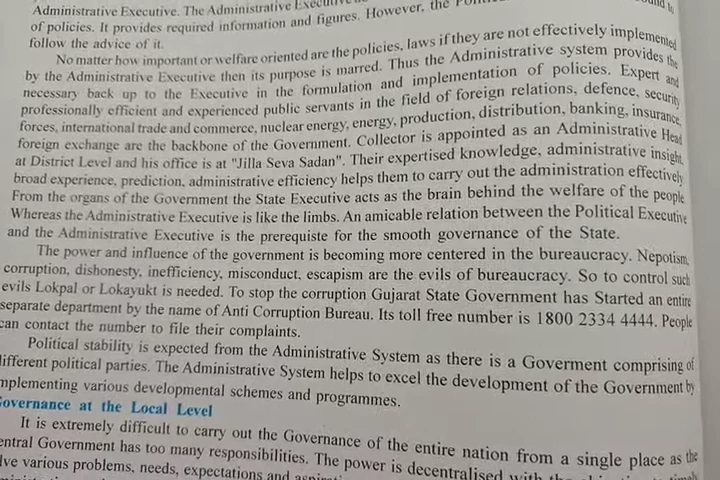 Administrative Executive. The Administrative
of policies. It provides required information and figures. However, the
follow the advice of it.
No matter how important or welfare oriented are the policies, laws if they are not effectively implemented
by the Administrative Executive then its purpose is marred. Thus the Administrative system provides the
necessary back up to the Executive in the formulation and implementation of policies. Expert and
professionally efficient and experienced public servants in the field of foreign relations, defence, security
forces, international trade and commerce, nuclear energy, energy, production, distribution, banking, insurance,
foreign exchange are the backbone of the Government. Collector is appointed as an Administrative Head
at District Level and his office is at "Jilla Seva Sadan". Their expertised knowledge, administrative insight,
broad experience, prediction, administrative efficiency helps them to carry out the administration effectively
From the organs of the Government the State Executive acts as the brain behind the welfare of the people
Whereas the Administrative Executive is like the limbs. An amicable relation between the Political Executive
and the Administrative Executive is the prerequiste for the smooth governance of the State.
The power and influence of the government is becoming more centered in the bureaucracy. Nepotism,
corruption, dishonesty, inefficiency, misconduct, escapism are the evils of bureaucracy. So to control such
evils Lokpal or Lokayukt is needed. To stop the corruption Gujarat State Government has Started an entire
separate department by the name of Anti Corruption Bureau. Its toll free number is 1800 2334 4444. People
can contact the number to file their complaints.
Political stability is expected from the Administrative System as there is a Goverment comprising of
different political parties. The Administrative System helps to excel the development of the Government by
mplementing various developmental schemes and programmes.
Governance at the Local Level
It is extremely difficult to carry out the Governance of the entire nation from a single place as the
entral Government has too many responsibilities. The power is decentralised with the
lve various problems, needs, expectations and